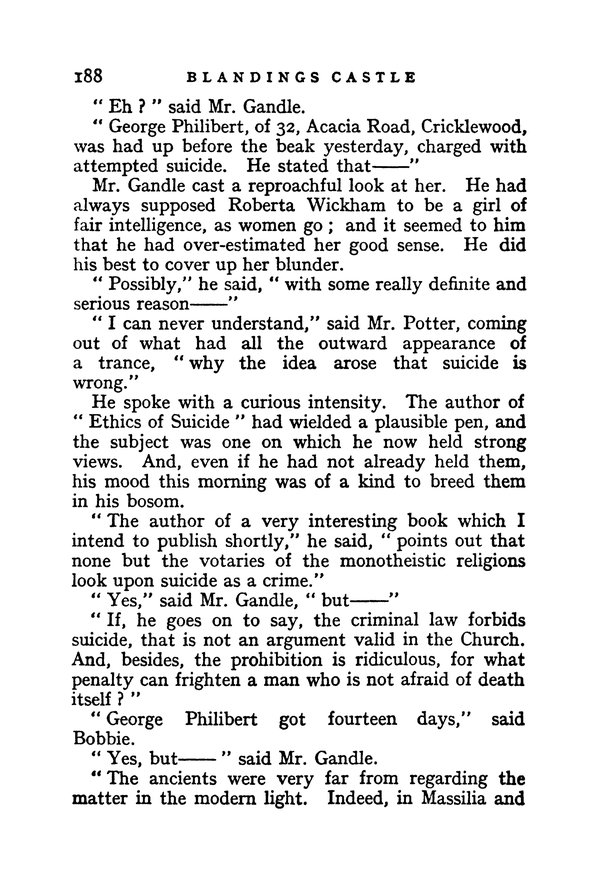 188 BLANDINGS CASTLE
“ Eh ? ” said Mr. Gandle.
“ George Philibert, of 32, Acacia Road, Cricklewood,
was had up before the beak yesterday, charged with
attempted suicide. He stated that——”
Mr. Gandle cast a reproachful look at her. He had
always supposed Roberta Wickham to be a girl of
fair intelligence, as women go ; and it seemed to him
that he had over-estimated her good sense. He did
his best to cover up her blunder.
“ Possibly,” he said, “ with some really definite and
serious reason——”
“ I can never understand,” said Mr. Potter, coming
out of what had all the outward appearance of
a trance, “ why the idea arose that suicide is
wrong.”
He spoke with a curious intensity. The author of
“ Ethics of Suicide ” had wielded a plausible pen, and
the subject was one on which he now held strong
views. And, even if he had not already held them,
his mood this morning was of a kind to breed them
in his bosom.
“ The author of a very interesting book which I
intend to publish shortly,” he said, “ points out that
none but the votaries of the monotheistic religions
look upon suicide as a crime.”
“ Yes,” said Mr. Gandle, “ but——”
“ If, he goes on to say, the criminal law forbids
suicide, that is not an argument valid in the Church.
And, besides, the prohibition is ridiculous, for what
penalty can frighten a man who is not afraid of death
itself ? ”
“ George Philibert got fourteen days,” said
Bobbie.
“ Yes, but—— ” said Mr. Gandle.
“ The ancients were very far from regarding the
matter in the modern light. Indeed, in Massilia and